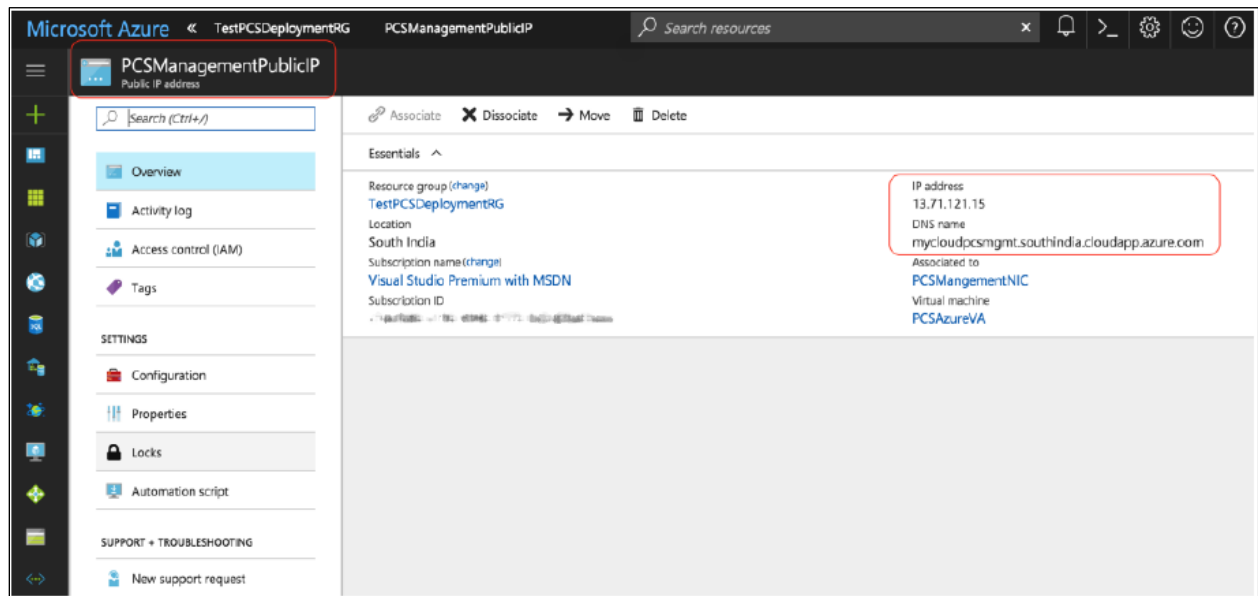 Microsoft Azure « TestPCSDeploymentRG PCSManagementPublicIP Search resources x >_ ?
PCSManagementPublicIP
Public IP address
Search (Ctrl+/)
Overview
Activity log
Access control (IAM)
Tags
SETTINGS
Configuration
Properties
Locks
Automation script
SUPPORT + TROUBLESHOOTING
New support request
Associate Dissociate Move Delete
Essentials
Resource group (change)
TestPCSDeploymentRG
Location
South India
Subscription name (change)
Visual Studio Premium with MSDN
Subscription ID
IP address
13.71.121.15
DNS name
mycloudpcsmgmt.southindia.cloudapp.azure.com
Associated to
PCSMangementNIC
Virtual machine
PCSAzureVA
SQL